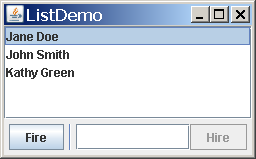 ListDemo
Jane Doe
John Smith
Kathy Green
Fire
Hire